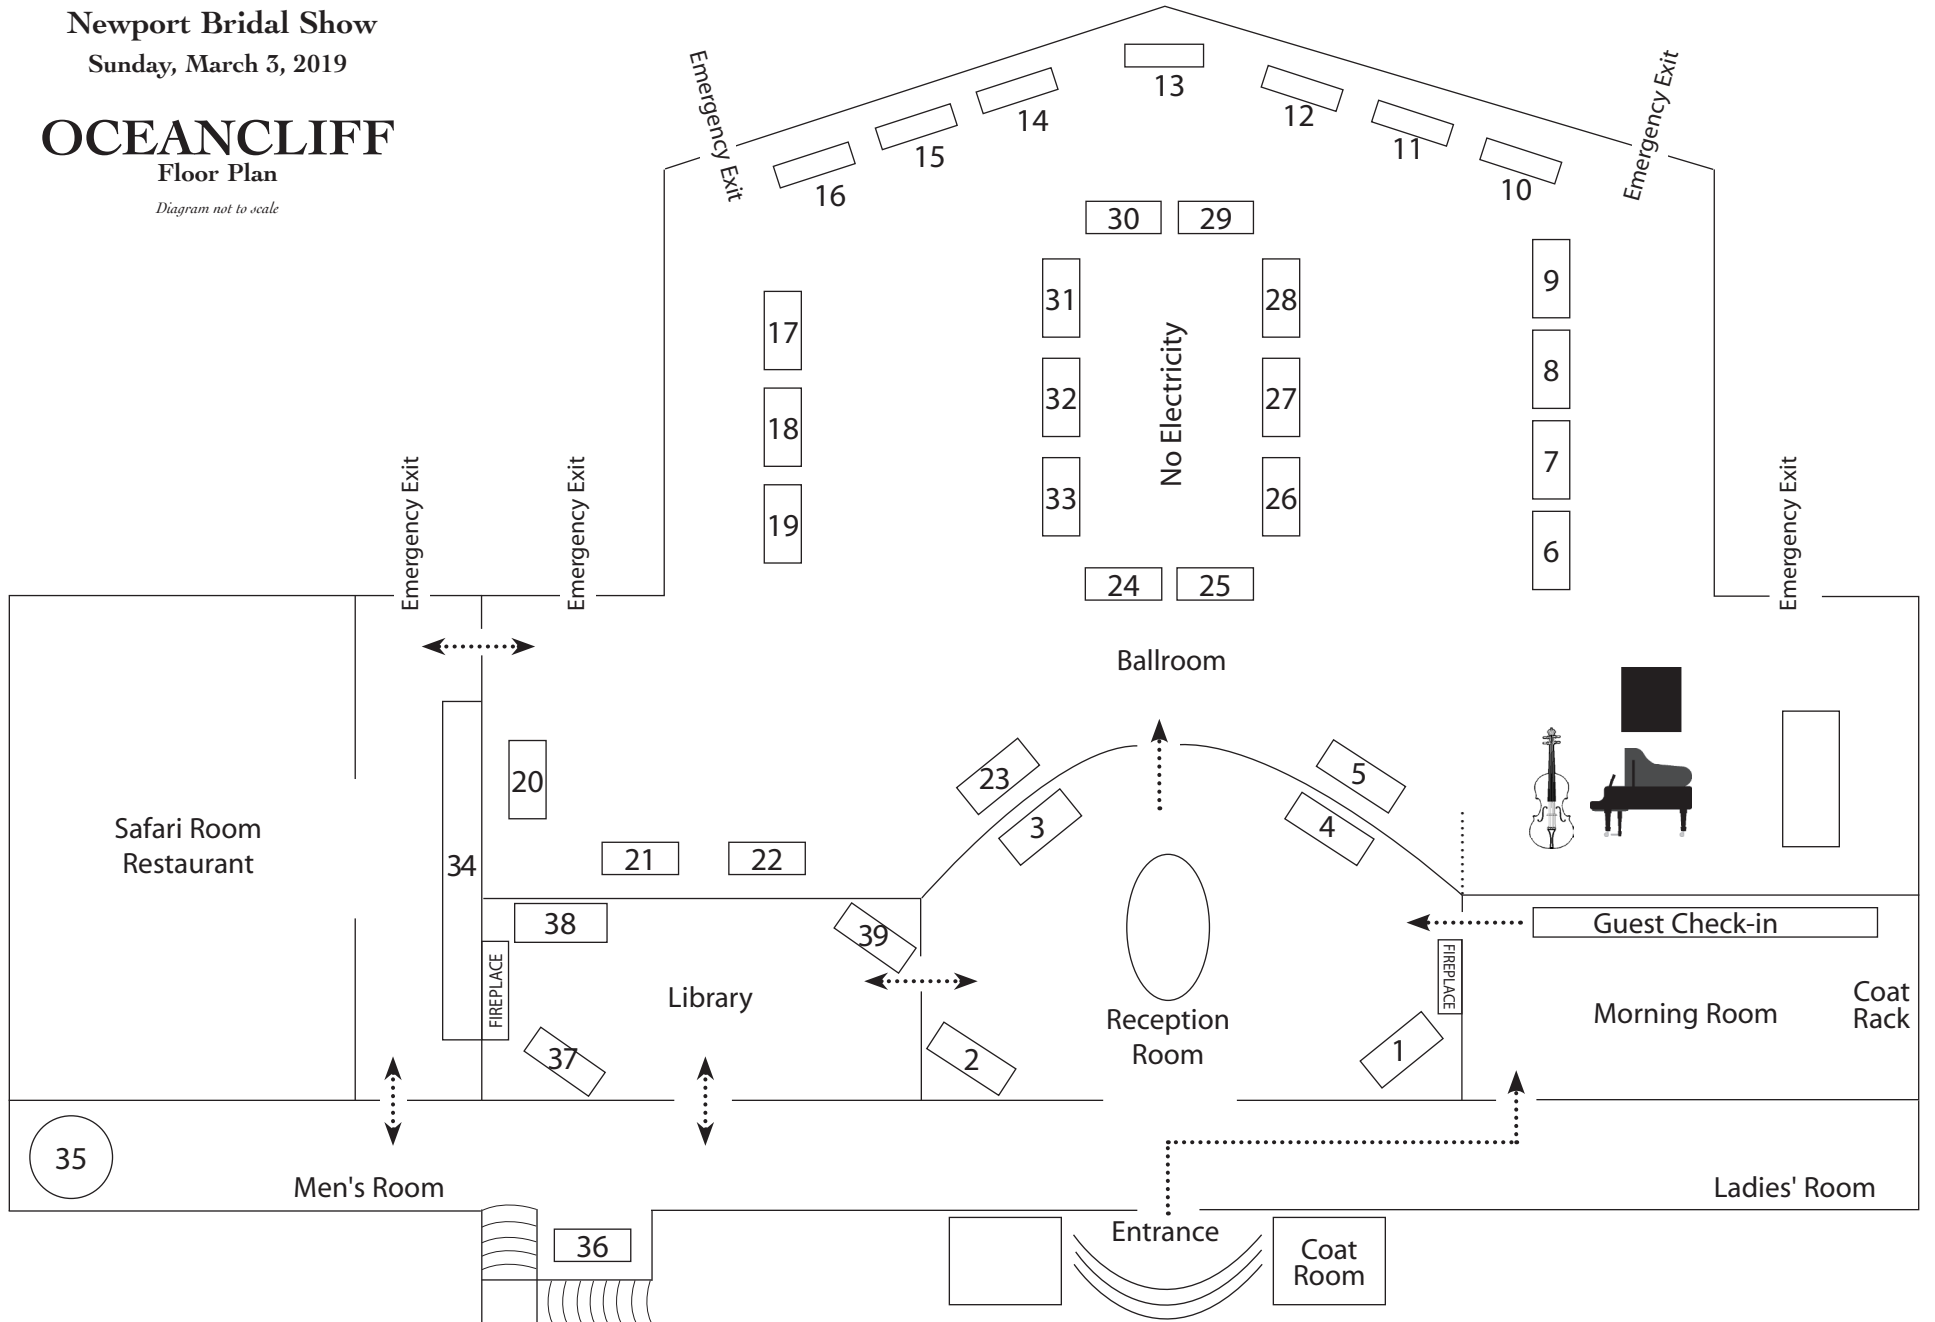 Newport Bridal Show
Sunday, March 3, 2019
OCEANCLIFF
Floor Plan
Diagram not to scale
Emergency Exit
Emergency Exit
13
14
12
15
11
16
10
30
29
9
31
28
17
8
32
No Electricity
27
18
7
33
26
19
6
24
25
Emergency Exit
Emergency Exit
Emergency Exit
Ballroom
23
5
20
3
4
Safari Room
Restaurant
21
22
34
38
39
Guest Check-in
FIREPLACE
FIREPLACE
Library
Reception
Room
Morning Room
Coat
Rack
37
2
1
35
Men's Room
Ladies' Room
36
Entrance
Coat
Room